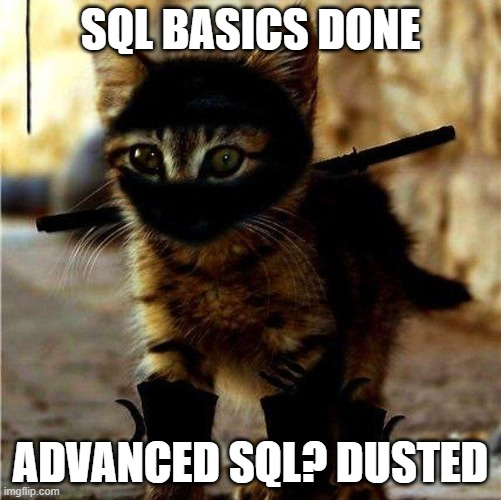 SQL BASICS DONE
ADVANCED SQL? DUSTED
imgflip.com